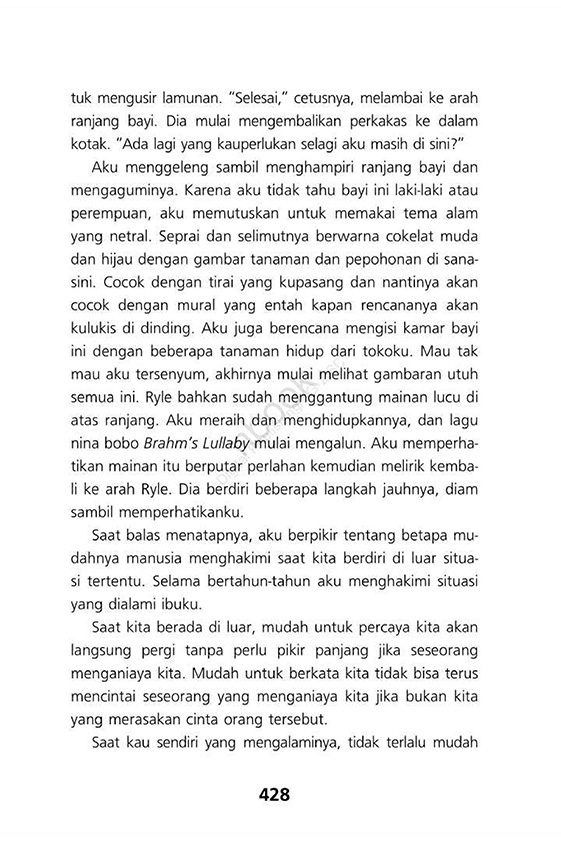 tuk mengusir lamunan. “Selesai,” cetusnya, melambai ke arah
ranjang bayi. Dia mulai mengembalikan perkakas ke dalam
kotak. “Ada lagi yang kauperlukan selagi aku masih di sini?”
Aku menggeleng sambil menghampiri ranjang bayi dan
mengaguminya. Karena aku tidak tahu bayi ini laki-laki atau
perempuan, aku memutuskan untuk memakai tema alam
yang netral. Seprai dan selimutnya berwarna cokelat muda
dan hijau dengan gambar tanaman dan pepohonan di sana-
sini. Cocok dengan tirai yang kupasang dan nantinya akan
cocok dengan mural yang entah kapan rencananya akan
kulukis di dinding. Aku juga berencana mengisi kamar bayi
ini dengan beberapa tanaman hidup dari tokoku. Mau tak
mau aku tersenyum, akhirnya mulai melihat gambaran utuh
semua ini. Ryle bahkan sudah menggantung mainan lucu di
atas ranjang. Aku meraih dan menghidupkannya, dan lagu
nina bobo Brahm’s Lullaby mulai mengalun. Aku memperha-
tikan mainan itu berputar perlahan kemudian melirik kemba-
li ke arah Ryle. Dia berdiri beberapa langkah jauhnya, diam
sambil memperhatikanku.
Saat balas menatapnya, aku berpikir tentang betapa mu-
dahnya manusia menghakimi saat kita berdiri di luar situa-
si tertentu. Selama bertahun-tahun aku menghakimi situasi
yang dialami ibuku.
Saat kita berada di luar, mudah untuk percaya kita akan
langsung pergi tanpa perlu pikir panjang jika seseorang
menganiaya kita. Mudah untuk berkata kita tidak bisa terus
mencintai seseorang yang menganiaya kita jika bukan kita
yang merasakan cinta orang tersebut.
Saat kau sendiri yang mengalaminya, tidak terlalu mudah
428